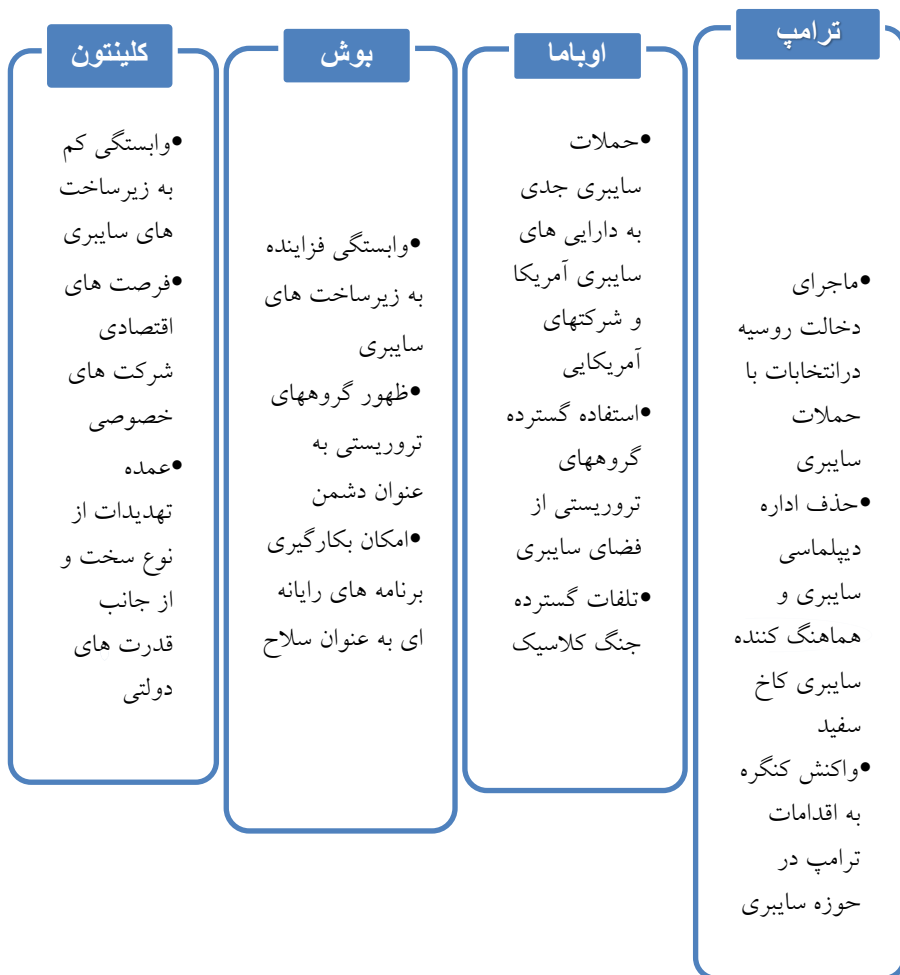 ترامپ
•ماجرای
دخالت روسیه
درانتخابات با
حملات
سایبری
•حذف اداره
دیپلماسی
سایبری و
هماهنگ کننده
سایبری کاخ
سفید
•واکنش کنگره
به اقدامات
ترامپ در
حوزه سایبری
اوباما
•حملات
سایبری جدی
به دارایی های
سایبری آمریکا
و شرکتهای
آمریکایی
•استفاده گسترده
گروههای
تروریستی از
فضای سایبری
•تلفات گسترده
جنگ کلاسیک
بوش
•وابستگی فزاینده
به زیرساخت های
سایبری
•ظهور گروههای
تروریستی به
عنوان دشمن
•امکان بکارگیری
برنامه های رایانه
ای به عنوان سلاح
کلینتون
•وابستگی کم
به زیرساخت
های سایبری
•فرصت های
اقتصادی
شرکت های
خصوصی
•عمده
تهدیدات از
نوع سخت و
از جانب
قدرت های
دولتی